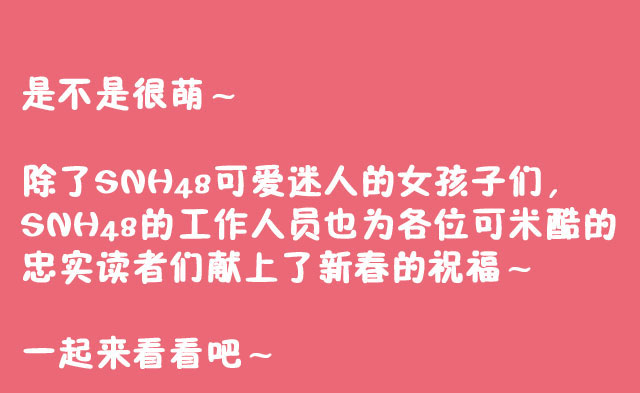 是不是很萌~
除了SNH48可爱迷人的女孩子们,
SNH48的工作人员也为各位可米酷的
忠实读者们献上了新春的祝福~
一起来看看吧~